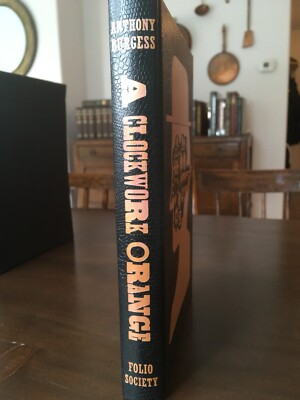 ANTHONY
BURGESS
A CLOCKWORK ORANGE
FOLIO
SOCIETY